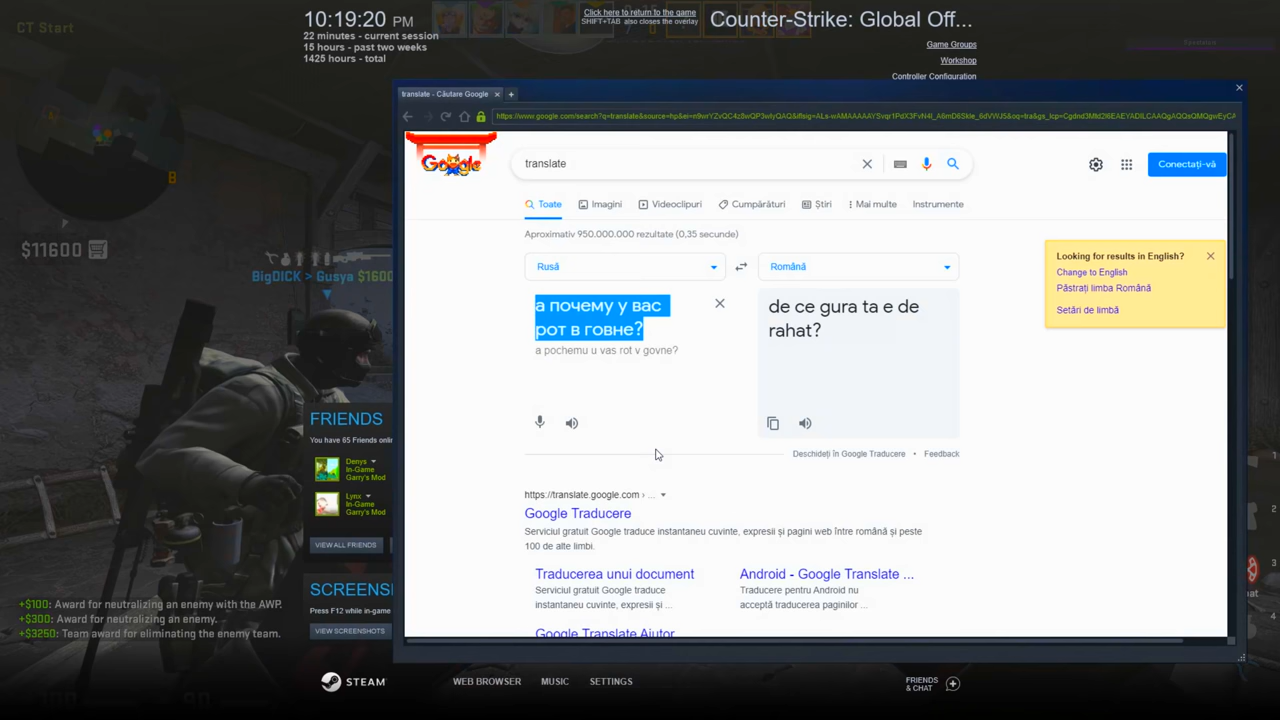 CT Start
10:19:20 PM
22 minutes - current session
15 hours - past two weeks
1425 hours - total
Click here to return to the game
SHIFT+TAB also closes the overlay
Counter-Strike: Global Off...
Game Groups
Workshop
Controller Configuration
$11600
BigDICK > Gusya $1600
translate - Căutare Google
translate
Conectați-vă
Toate
Imagini
Videoclipuri
Cumpărături
Știri
Mai multe
Instrumente
Aproximativ 950.000.000 rezultate (0,35 secunde)
Rusă
Română
а почему у вас
рот в говне?
a pochemu u vas rot v govne?
de ce gura ta e de
rahat?
Looking for results in English?
Change to English
Păstrați limba Română
Setări de limbă
Deschideți în Google Traducere • Feedback
https://translate.google.com › ...
Google Traducere
Serviciul gratuit Google traduce instantaneu cuvinte, expresii și pagini web între română și peste
100 de alte limbi.
Traducerea unui document
Serviciul gratuit Google traduce
instantaneu cuvinte, expresii și ...
Android - Google Translate ...
Traducere pentru Android nu
acceptă traducerea paginilor ...
Google Translate Ajutor
FRIENDS
You have 65 Friends onli
Denys
In-Game
Garry's Mod
Lynx
In-Game
Garry's Mod
VIEW ALL FRIENDS
SCREENS
Press F12 while in-game
VIEW SCREENSHOTS
+$100: Award for neutralizing an enemy with the AWP.
+$300: Award for neutralizing an enemy.
+$3250: Team award for eliminating the enemy team.
STEAM
WEB BROWSER
MUSIC
SETTINGS
FRIENDS
& CHAT